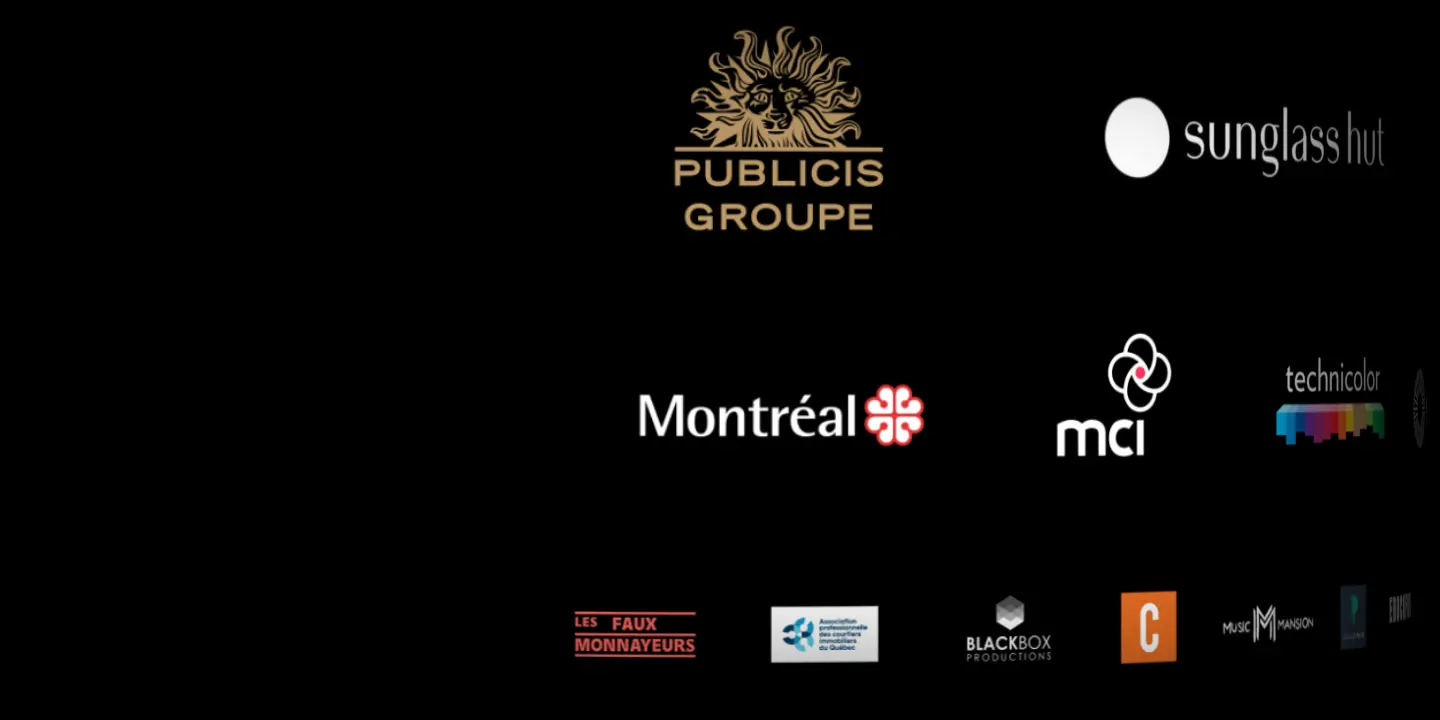 PUBLICIS
GROUPE
sunglass hut
Montréal
mci
technicolor
LES FAUX
MONNAYEURS
Association
professionnelle
des courtiers
immobiliers
du Québec
BLACKBOX
PRODUCTIONS
C
MUSIC M MANSION